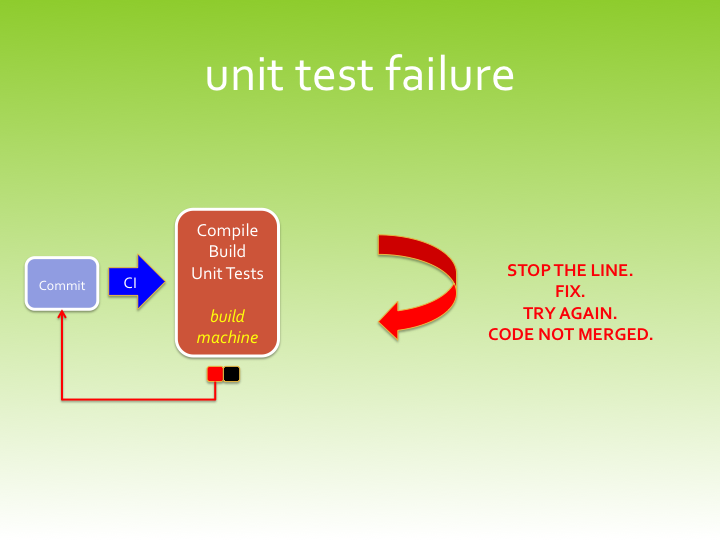 unit test failure
Commit
CI
Compile
Build
Unit Tests
build
machine
STOP THE LINE.
FIX.
TRY AGAIN.
CODE NOT MERGED.